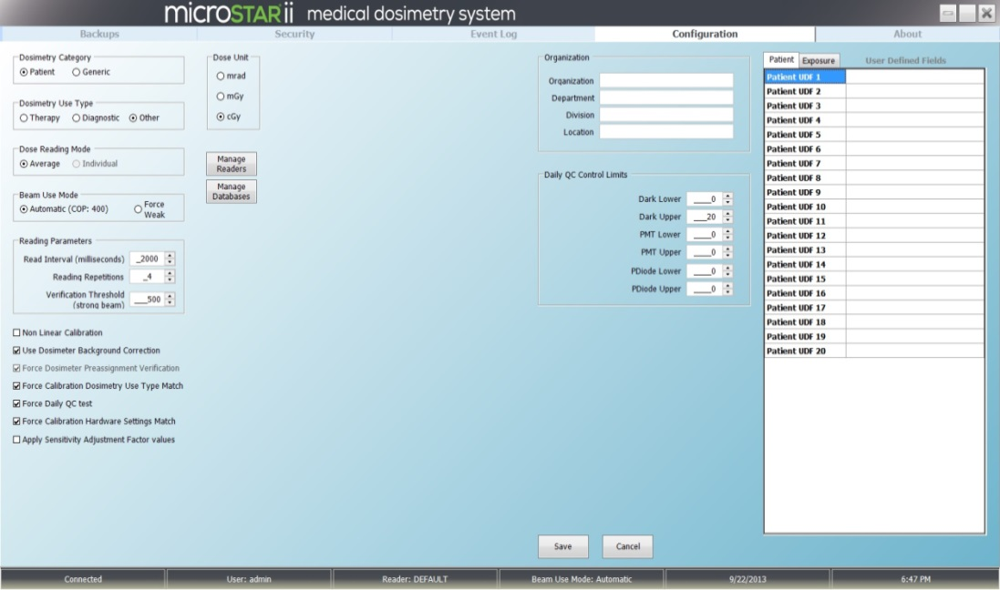 microSTARii medical dosimetry system
Backups
Security
Event Log
Configuration
About
Dosimetry Category
Patient Generic
Dosimetry Use Type
Therapy Diagnostic Other
Dose Reading Mode
Average Individual
Beam Use Mode
Automatic (COP: 400) Force
Weak
Reading Parameters
Read Interval (milliseconds) _2000
Reading Repetitions _4
Verification Threshold
(strong beam) ___500
Non Linear Calibration
Use Dosimeter Background Correction
Force Dosimeter Preassignment Verification
Force Calibration Dosimetry Use Type Match
Force Daily QC test
Force Calibration Hardware Settings Match
Apply Sensitivity Adjustment Factor values
Dose Unit
mrad
mGy
cGy
Manage
Readers
Manage
Databases
Organization
Organization
Department
Division
Location
Daily QC Control Limits
Dark Lower ____0
Dark Upper ___20
PMT Lower ____0
PMT Upper ____0
PDiode Lower ____0
PDiode Upper ____0
Save
Cancel
Patient Exposure User Defined Fields
Patient UDF 1
Patient UDF 2
Patient UDF 3
Patient UDF 4
Patient UDF 5
Patient UDF 6
Patient UDF 7
Patient UDF 8
Patient UDF 9
Patient UDF 10
Patient UDF 11
Patient UDF 12
Patient UDF 13
Patient UDF 14
Patient UDF 15
Patient UDF 16
Patient UDF 17
Patient UDF 18
Patient UDF 19
Patient UDF 20
Connected
User: admin
Reader: DEFAULT
Beam Use Mode: Automatic
9/22/2013
6:47 PM